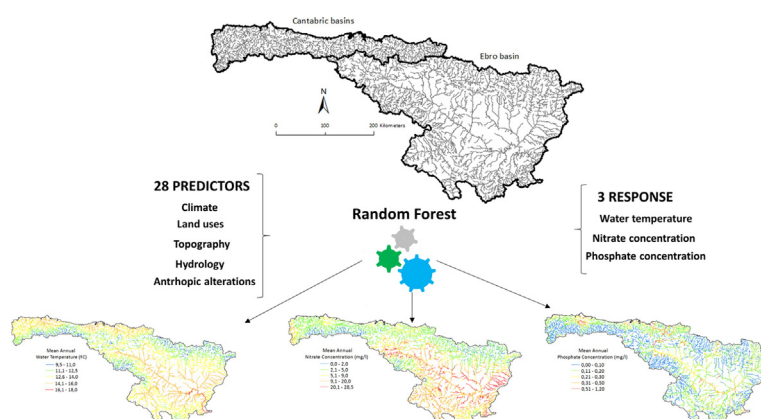 Cantabric basins
Ebro basin
N
0 100 200 Kilometers
28 PREDICTORS
Climate
Land uses
Topography
Hydrology
Antrhopic alterations
Random Forest
3 RESPONSE
Water temperature
Nitrate concentration
Phosphate concentration
Mean Annual
Water Temperature (ºC)
9,5 - 11,0
11,1 - 12,5
12,6 - 14,0
14,1 - 16,0
16,1 - 18,0
Mean Annual
Nitrate Concentration (mg/l)
0,0 - 2,0
2,1 - 5,0
5,1 - 9,0
9,1 - 20,0
20,1 - 28,5
Mean Annual
Phosphate Concentration (mg/l)
0,00 - 0,10
0,11 - 0,20
0,21 - 0,30
0,31 - 0,50
0,51 - 1,20